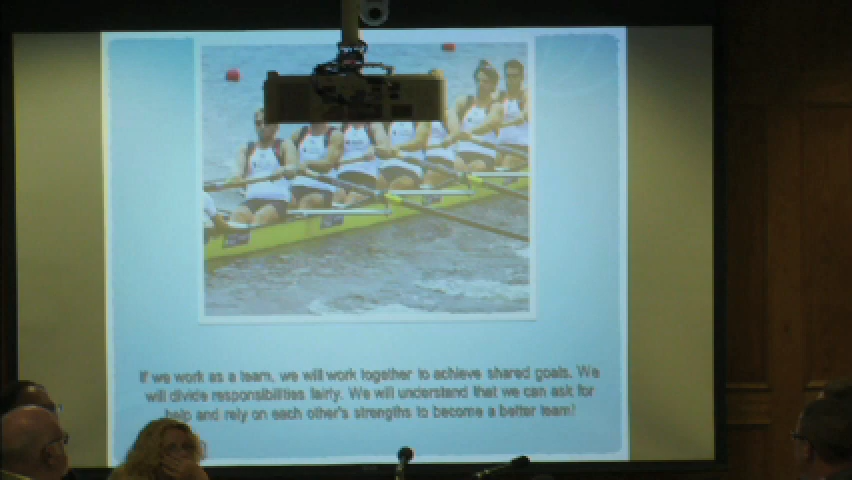 If we work as a team, we will work together to achieve shared goals. We
will divide responsibilities fairly. We will understand that we can ask for
help and rely on each other's strengths to become a better team!